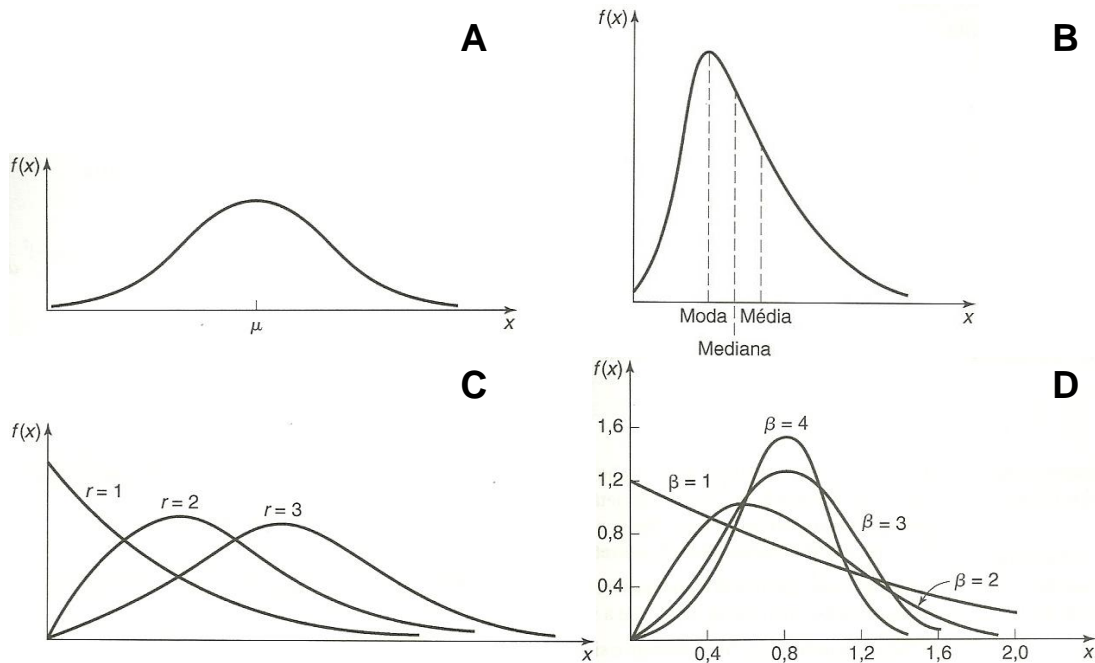 A
f(x)
μ
x
B
f(x)
Moda
Média
Mediana
x
C
f(x)
r = 1
r = 2
r = 3
x
D
f(x)
1,6
1,2
0,8
0,4
β = 4
β = 1
β = 3
β = 2
0,4 0,8 1,2 1,6 2,0
x